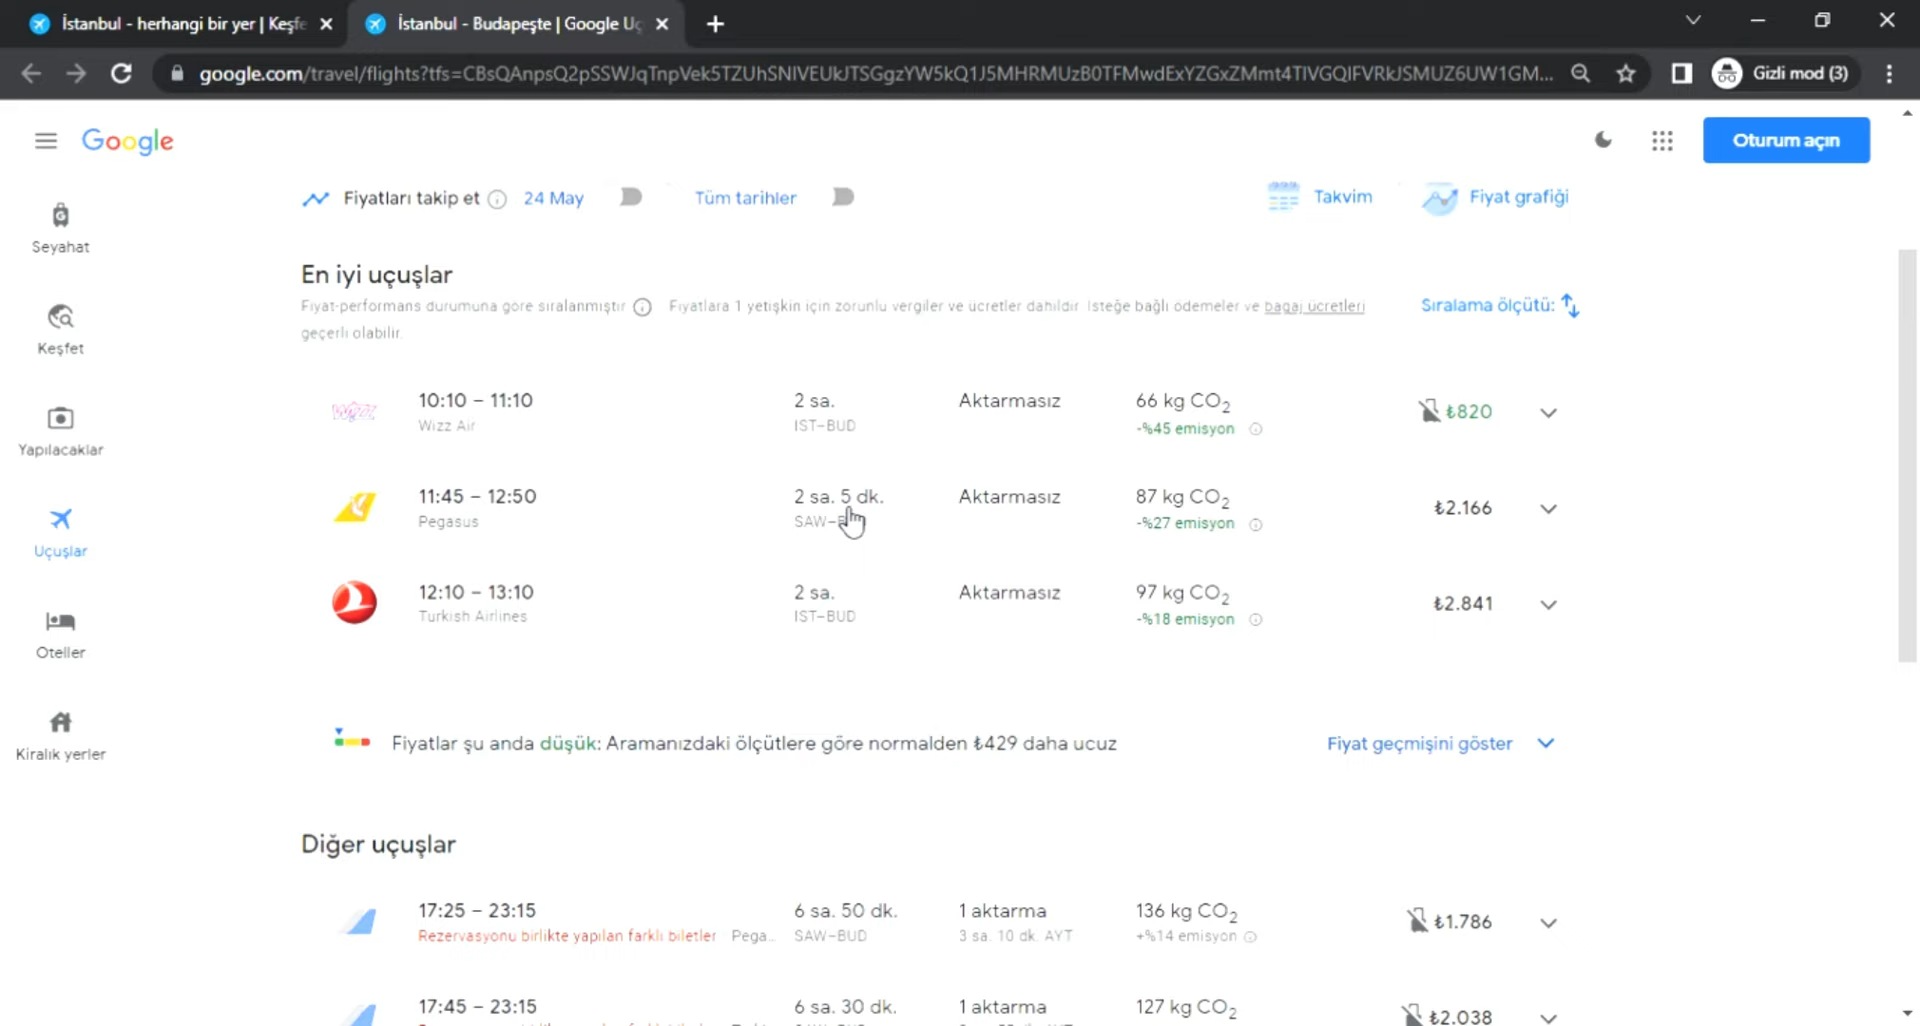 İstanbul - herhangi bir yer | Keşfe
İstanbul - Budapeşte | Google Uç
google.com/travel/flights?tfs=CBsQAnpsQ2pSSWJqTnpVek5TZUhSNlVEUkJTSGgzYW5kQ1J5MHRMUzB0TFMwdExYZGxZMmt4TlVGQlFVRkJSMUZ6UW1GM...
Gizli mod (3)
Google
Oturum açın
Fiyatları takip et 24 May Tüm tarihler Takvim Fiyat grafiği
Seyahat
Keşfet
Yapılacaklar
Uçuşlar
Oteller
Kiralık yerler
En iyi uçuşlar
Fiyat-performans durumuna göre sıralanmıştır Fiyatlara 1 yetişkin için zorunlu vergiler ve ücretler dahildir. İsteğe bağlı ödemeler ve bagaj ücretleri
geçerli olabilir.
Sıralama ölçütü:
wizz 10:10 – 11:10 2 sa. Aktarmasız 66 kg CO2 ₺820
Wizz Air IST–BUD -%45 emisyon
11:45 – 12:50 2 sa. 5 dk. Aktarmasız 87 kg CO2 ₺2.166
Pegasus SAW– -%27 emisyon
12:10 – 13:10 2 sa. Aktarmasız 97 kg CO2 ₺2.841
Turkish Airlines IST–BUD -%18 emisyon
Fiyatlar şu anda düşük: Aramanızdaki ölçütlere göre normalden ₺429 daha ucuz Fiyat geçmişini göster
Diğer uçuşlar
17:25 – 23:15 6 sa. 50 dk. 1 aktarma 136 kg CO2 ₺1.786
Rezervasyonu birlikte yapılan farklı biletler Pega... SAW–BUD 3 sa. 10 dk. AYT +%14 emisyon
17:45 – 23:15 6 sa. 30 dk. 1 aktarma 127 kg CO2 ₺2.038